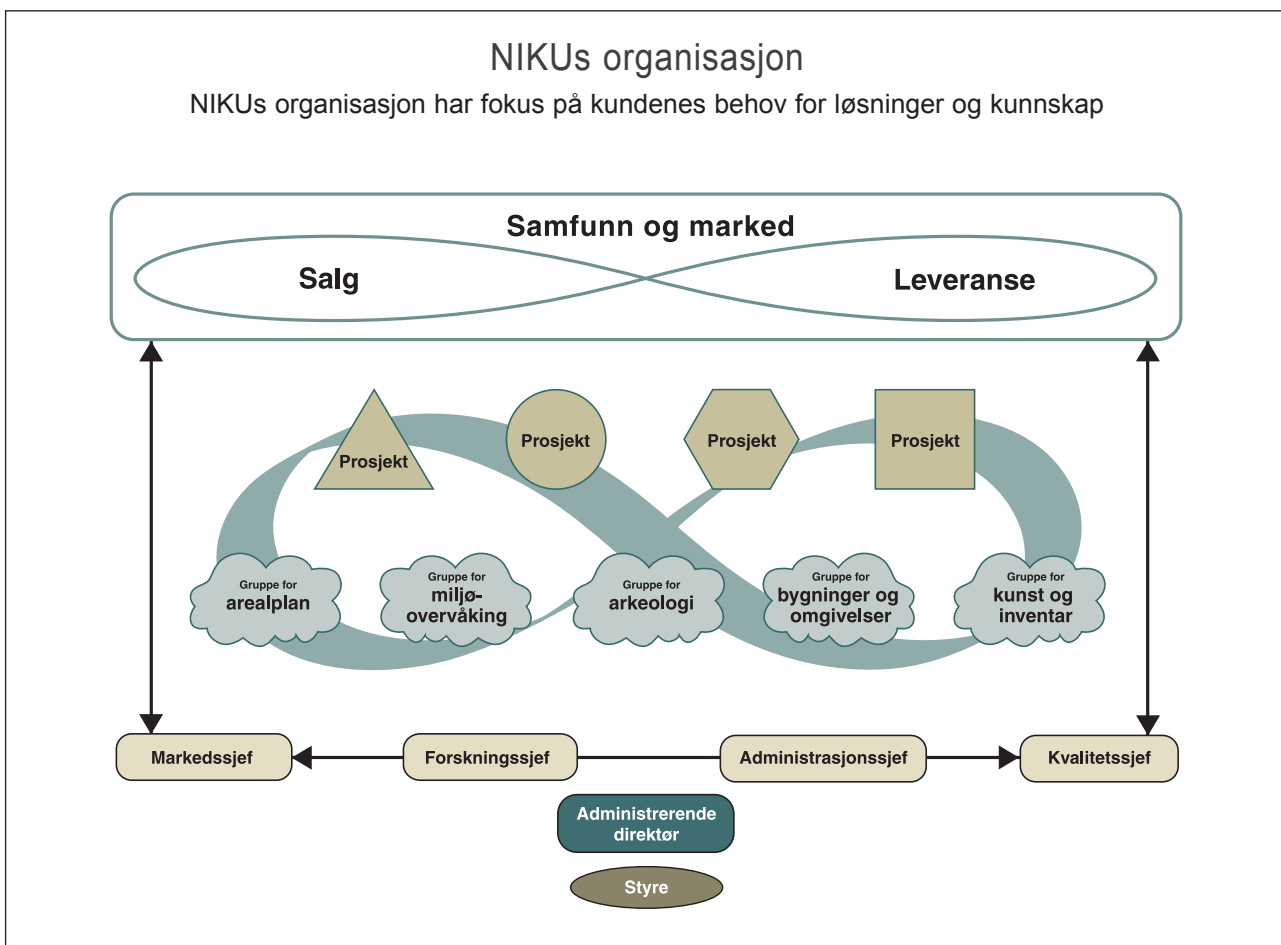 NIKUs organisasjon
NIKUs organisasjon har fokus på kundenes behov for løsninger og kunnskap
Samfunn og marked
Salg
Leveranse
Prosjekt
Prosjekt
Prosjekt
Prosjekt
Gruppe for
arealplan
Gruppe for
miljø-
overvåking
Gruppe for
arkeologi
Gruppe for
bygninger og
omgivelser
Gruppe for
kunst og
inventar
Markedssjef
Forskningssjef
Administrasjonssjef
Kvalitetssjef
Administrerende
direktør
Styre